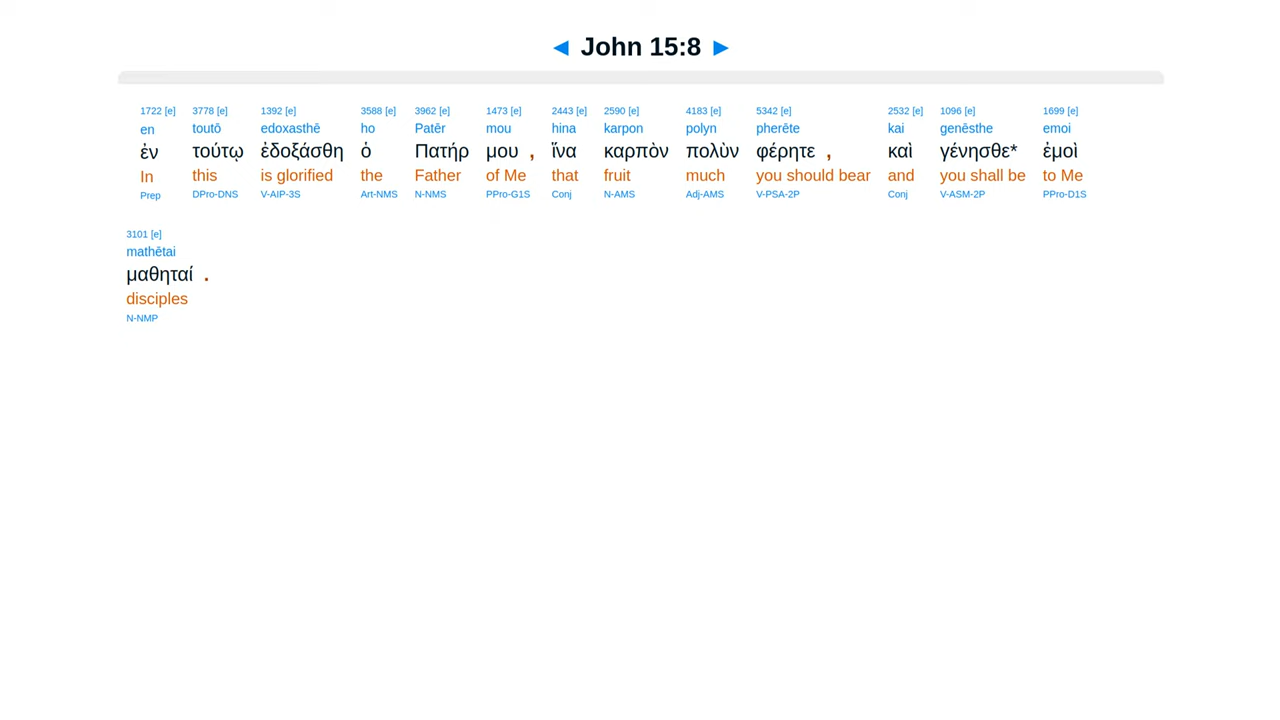 ◄ John 15:8 ►
1722 [e] 3778 [e] 1392 [e] 3588 [e] 3962 [e] 1473 [e] 2443 [e] 2590 [e] 4183 [e] 5342 [e] 2532 [e] 1096 [e] 1699 [e]
en toutō edoxasthē ho Patēr mou hina karpon polyn pherēte kai genēsthe emoi
ἐν τούτῳ ἐδοξάσθη ὁ Πατήρ μου , ἵνα καρπὸν πολὺν φέρητε , καὶ γένησθε* ἐμοὶ
In this is glorified the Father of Me that fruit much you should bear and you shall be to Me
Prep DPro-DNS V-AIP-3S Art-NMS N-NMS PPro-G1S Conj N-AMS Adj-AMS V-PSA-2P Conj V-ASM-2P PPro-D1S
3101 [e]
mathētai
μαθηταί .
disciples
N-NMP